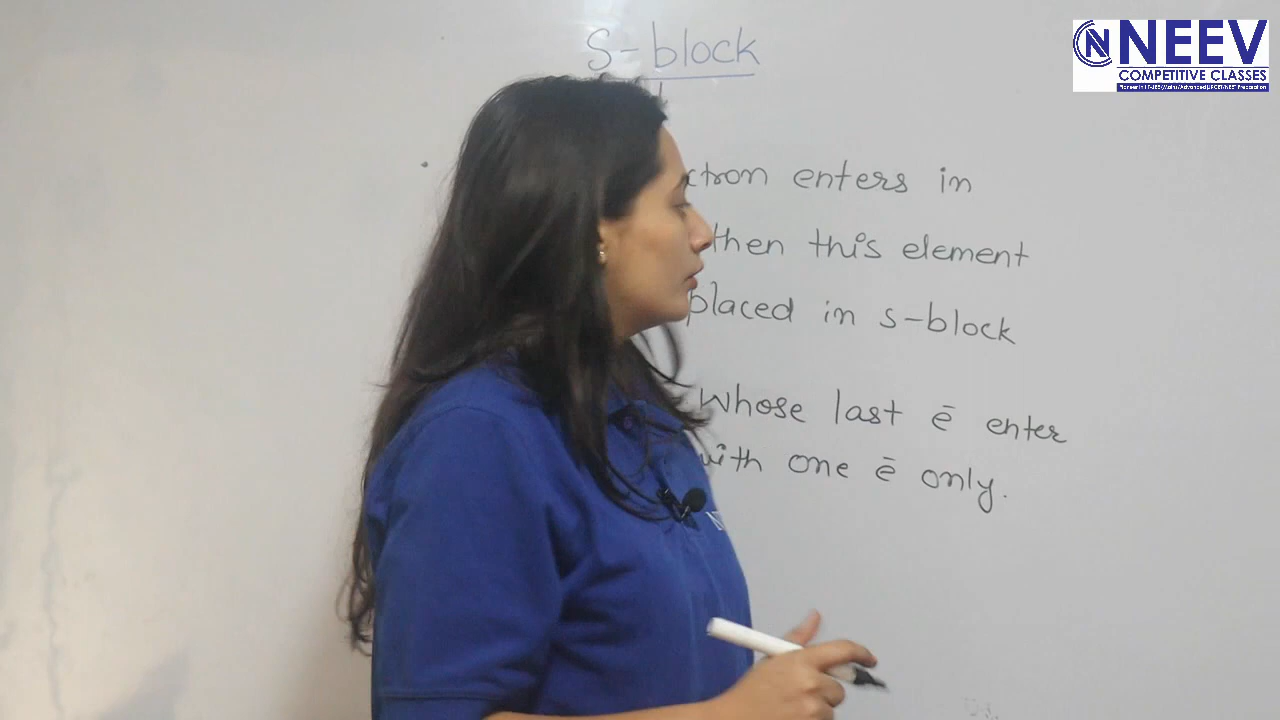 S-block
NEEV
COMPETITIVE CLASSES
ctron enters in
then this element
placed in s-block
Whose last ē enter
with one ē only.